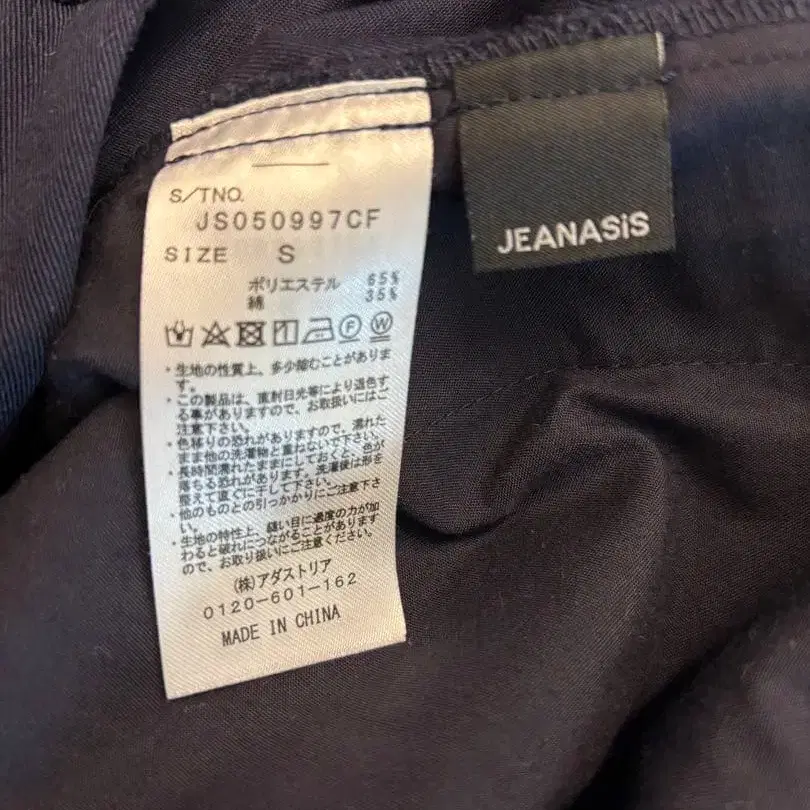 S/TNO.
JS050997CF
SIZE S
ポリエステル 65%
綿 35%
・生地の性質上、多少縮むことがありま
す。
・この製品は、直射日光等により退色す
る事がありますので、お取扱いにはご
注意下さい。
・色移りの恐れがありますので、濡れた
まま他の洗濯物と重ねないで下さい。
・長時間濡れたままにしておくと、色が
落ちる恐れがあります。洗濯後は形を
整えて直ぐに干して下さい。
・他のものとの引っかかりにご注意下さ
い。
・生地の特性上、縫い目に過度の力が加
わると破れにつながることがあります
ので、お取り扱いにご注意ください。
(株)アダストリア
0120-601-162
MADE IN CHINA
JEANASiS